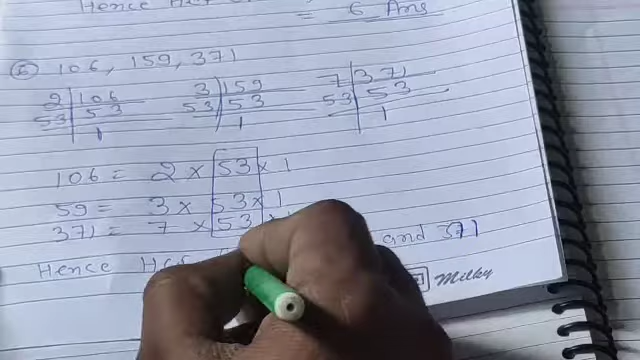 Hence HCF
= 6 Ans
6 106, 159, 371
2 106 3 159 7 371
53 53 53 53 53 53
1 1 1
106 = 2 x 53 x 1
59 = 3 x 53 x 1
371 = 7 x 53 x 1
Hence HCF and 371
Milky